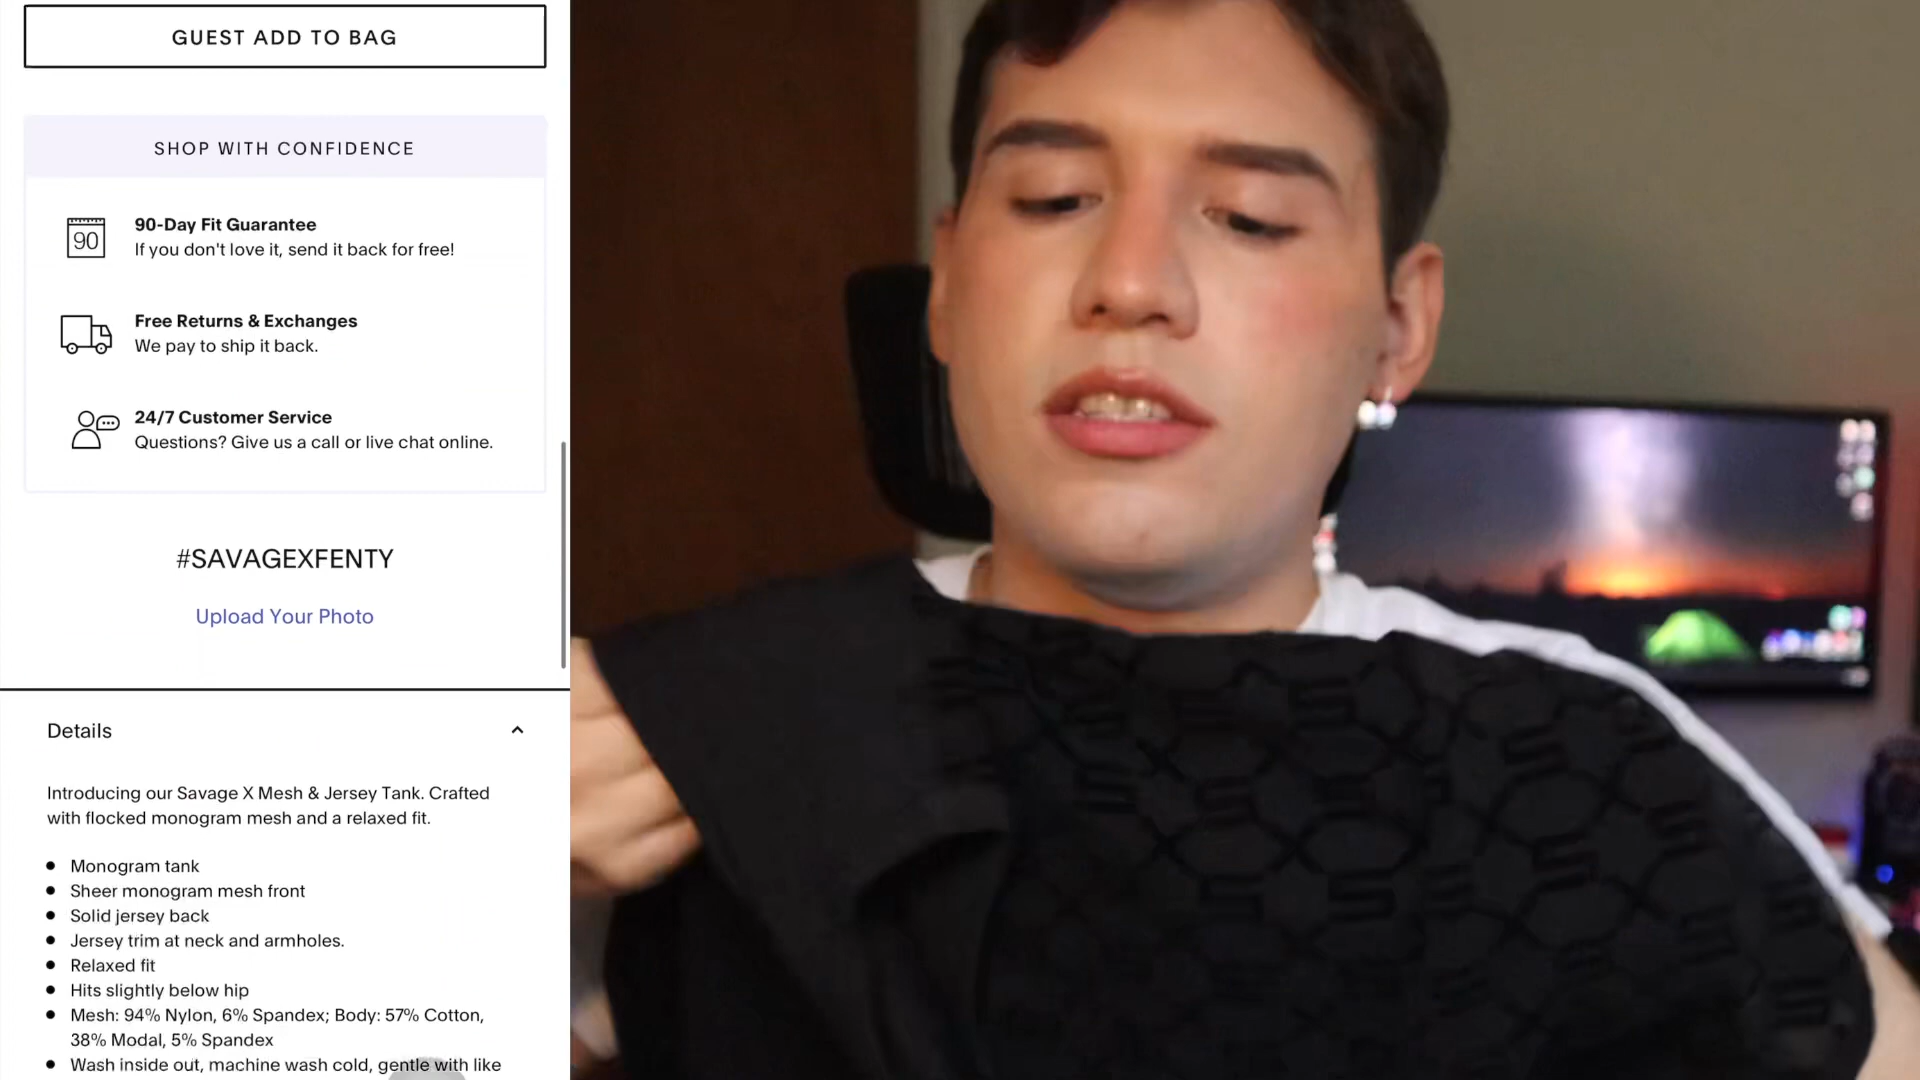 GUEST ADD TO BAG
SHOP WITH CONFIDENCE
90
90-Day Fit Guarantee
If you don't love it, send it back for free!
Free Returns & Exchanges
We pay to ship it back.
24/7 Customer Service
Questions? Give us a call or live chat online.
#SAVAGEXFENTY
Upload Your Photo
Details
Introducing our Savage X Mesh & Jersey Tank. Crafted
with flocked monogram mesh and a relaxed fit.
Monogram tank
Sheer monogram mesh front
Solid jersey back
Jersey trim at neck and armholes.
Relaxed fit
Hits slightly below hip
Mesh: 94% Nylon, 6% Spandex; Body: 57% Cotton,
38% Modal, 5% Spandex
Wash inside out, machine wash cold, gentle with like